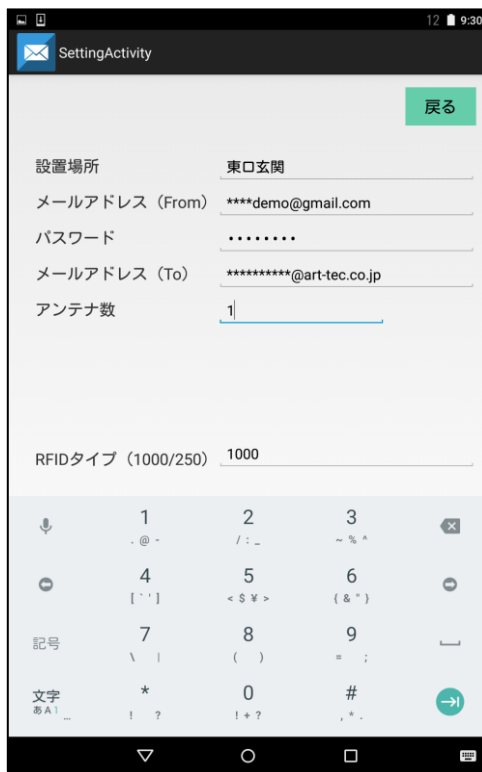 12 9:30
SettingActivity
戻る
設置場所 東口玄関
メールアドレス（From） ****demo@gmail.com
パスワード ••••••••
メールアドレス（To） **********@art-tec.co.jp
アンテナ数 1
RFIDタイプ（1000/250） 1000
1 2 3
. @ - / : _ ~ % ^
4 5 6
[ ` ' ] < $ ¥ > { & " }
記号 7 8 9
\ | ( ) = ;
文字 * 0 #
あA1 ... ! ? ! + ? , * .